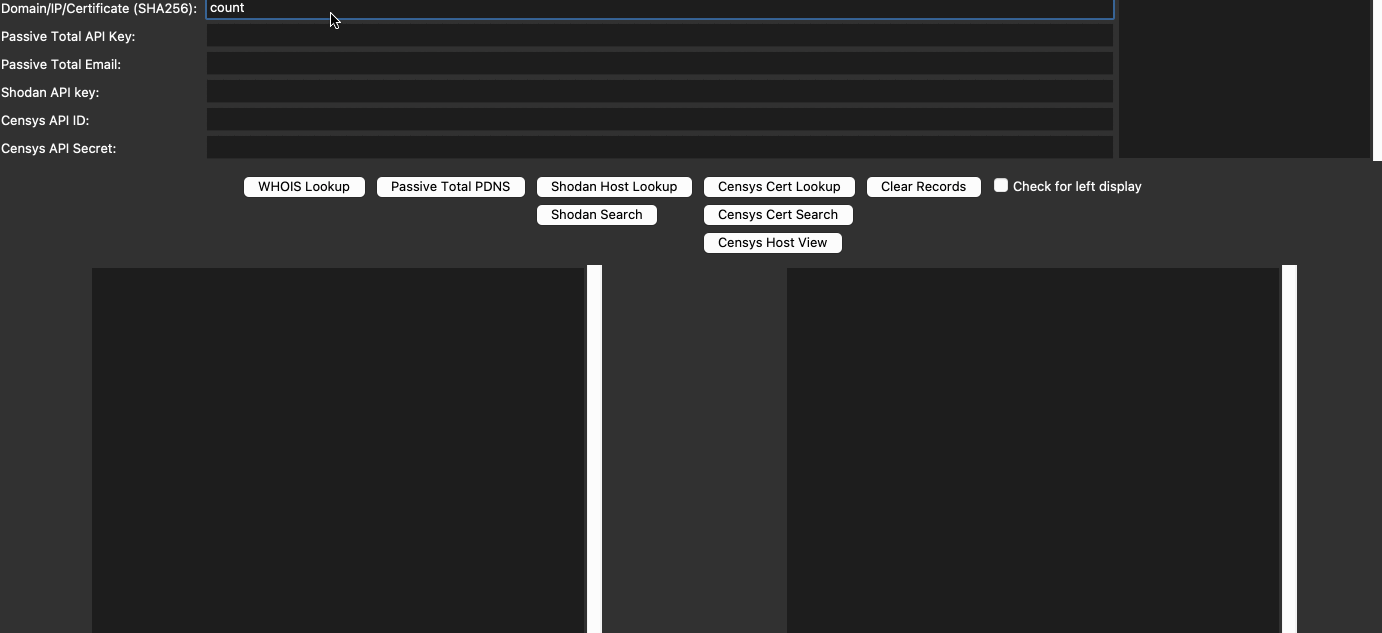 Domain/IP/Certificate (SHA256): count
Passive Total API Key:
Passive Total Email:
Shodan API key:
Censys API ID:
Censys API Secret:
WHOIS Lookup Passive Total PDNS Shodan Host Lookup Censys Cert Lookup Clear Records Check for left display
Shodan Search Censys Cert Search
Censys Host View